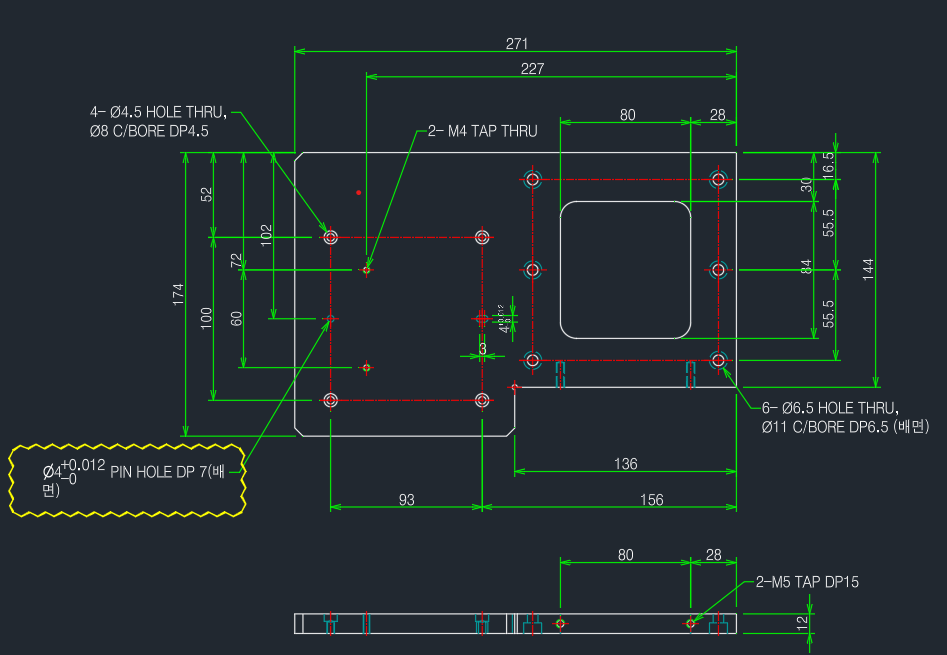 271
227
80
28
4- Ø4.5 HOLE THRU,
Ø8 C/BORE DP4.5
2- M4 TAP THRU
16.5
30
52
102
55.5
72
84
144
174
100
60
4 +0.012
0
55.5
3
6- Ø6.5 HOLE THRU,
Ø11 C/BORE DP6.5 (배면)
Ø4 +0.012
-0 PIN HOLE DP 7(배
면)
136
93
156
80
28
2-M5 TAP DP15
12